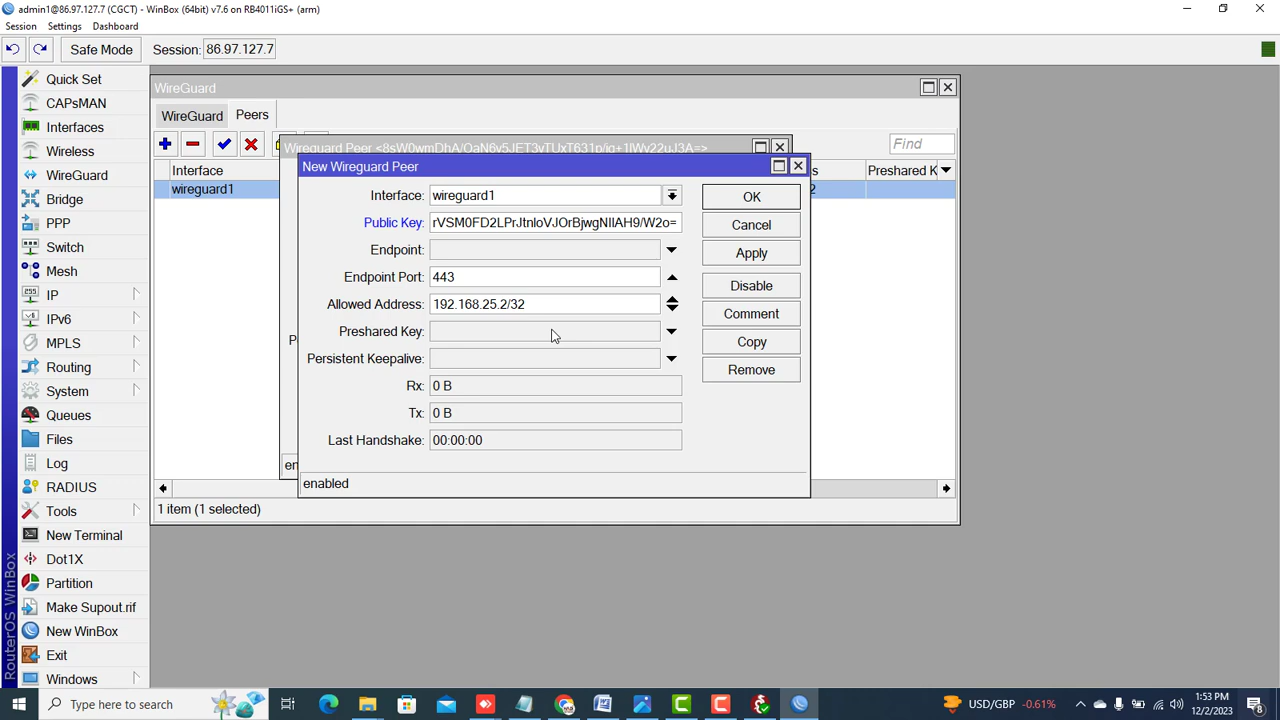 admin1@86.97.127.7 (CGCT) - WinBox (64bit) v7.6 on RB4011iGS+ (arm)
Session Settings Dashboard
Safe Mode Session: 86.97.127.7
Quick Set
CAPsMAN
Interfaces
Wireless
WireGuard
Bridge
PPP
Switch
Mesh
IP
IPv6
MPLS
Routing
System
Queues
Files
Log
RADIUS
Tools
New Terminal
Dot1X
Partition
Make Supout.rif
New WinBox
Exit
Windows
RouterOS WinBox
WireGuard
WireGuard Peers
Find
Interface
Preshared K
wireguard1
1 item (1 selected)
New Wireguard Peer
Interface: wireguard1
Public Key: rVSM0FD2LPrJtnloVJOrBjwgNIIAH9/W2o=
Endpoint:
Endpoint Port: 443
Allowed Address: 192.168.25.2/32
Preshared Key:
Persistent Keepalive:
Rx: 0 B
Tx: 0 B
Last Handshake: 00:00:00
enabled
OK
Cancel
Apply
Disable
Comment
Copy
Remove
Type here to search
USD/GBP -0.61%
1:53 PM
12/2/2023
8